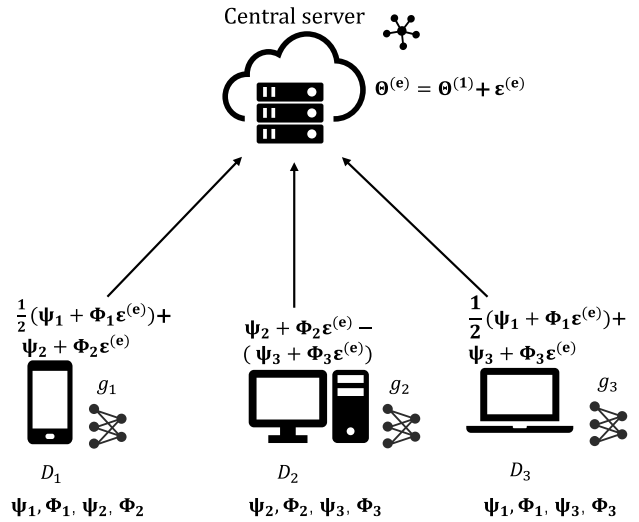 Central server
Θ^(e) = Θ^(1) + ε^(e)
1/2 (ψ₁ + Φ₁ε^(e)) +
ψ₂ + Φ₂ε^(e)
ψ₂ + Φ₂ε^(e) −
( ψ₃ + Φ₃ε^(e))
1/2 (ψ₁ + Φ₁ε^(e)) +
ψ₃ + Φ₃ε^(e)
g₁
g₂
g₃
D₁
D₂
D₃
ψ₁, Φ₁, ψ₂, Φ₂
ψ₂, Φ₂, ψ₃, Φ₃
ψ₁, Φ₁, ψ₃, Φ₃